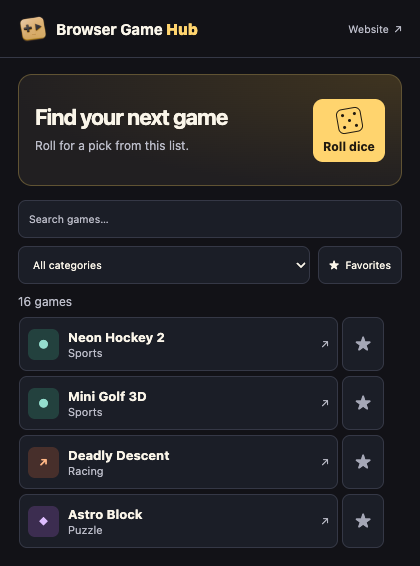 Browser Game Hub
Website ↗
Find your next game
Roll for a pick from this list.
Roll dice
Search games...
All categories
★ Favorites
16 games
Neon Hockey 2
Sports
Mini Golf 3D
Sports
Deadly Descent
Racing
Astro Block
Puzzle